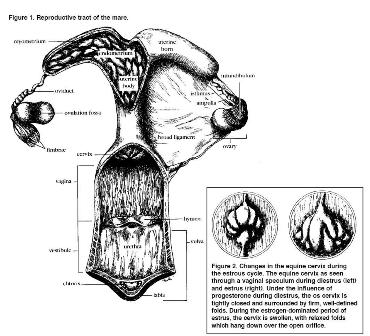 Figure 1. Reproductive tract of the mare.
myometrium
endometrium
uterine
horn
uterine
body
infundibulum
isthmus
&
ampulla
oviduct
ovulation fossa
fimbrae
broad ligament
ovary
cervix
vagina
hymen
urethra
vulva
vestibule
clitoris
labia
Figure 2. Changes in the equine cervix during
the estrous cycle. The equine cervix as seen
through a vaginal speculum during diestrus (left)
and estrus (right). Under the influence of
progesterone during diestrus, the os cervix is
tightly closed and surrounded by firm, well-defined
folds. During the estrogen-dominated period of
estrus, the cervix is swollen, with relaxed folds
which hang down over the open orifice.